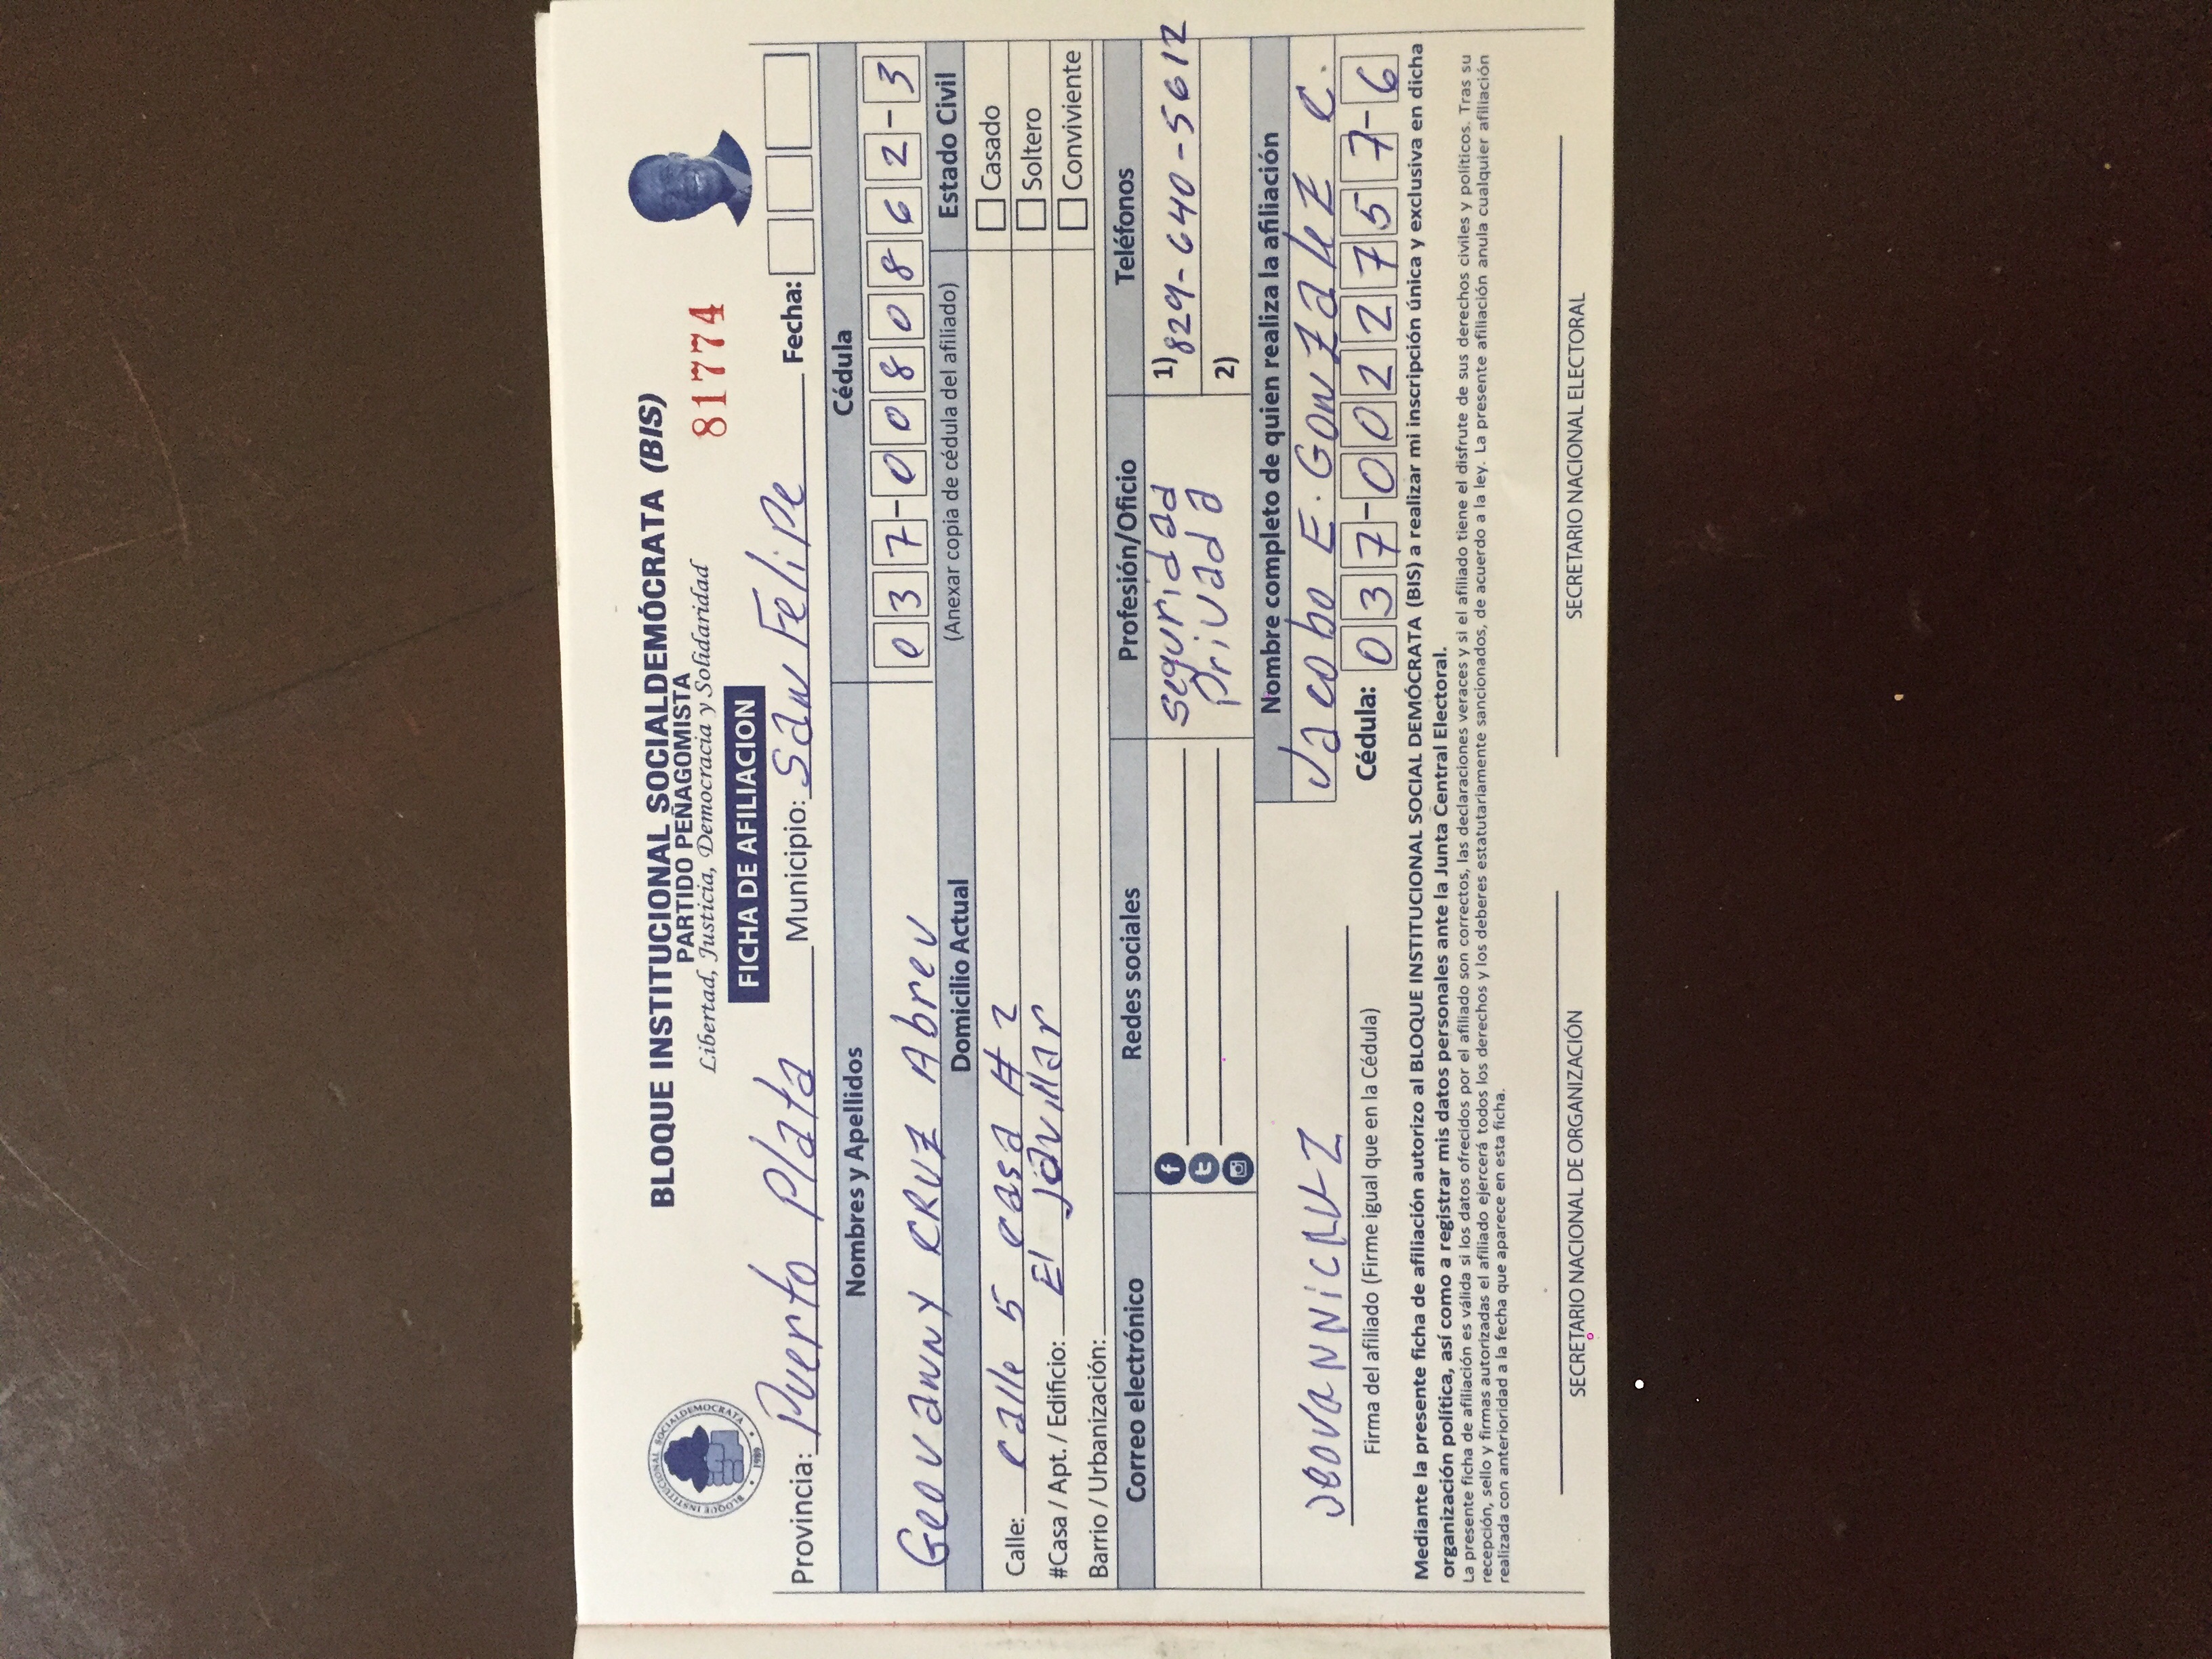 BLOQUE INSTITUCIONAL SOCIALDEMÓCRATA (BIS)
PARTIDO PEÑAGOMISTA
Libertad, Justicia, Democracia y Solidaridad
81774
BLOQUE INSTITUCIONAL SOCIALDEMOCRATA
1989
FICHA DE AFILIACION
Provincia: Puerto Plata Municipio: San Felipe Fecha:
Nombres y Apellidos Cédula
Geovanny CRUZ Abreu 037-0080862-3
Domicilio Actual (Anexar copia de cédula del afiliado) Estado Civil
Calle: calle 5 casa # 2 Casado
#Casa / Apt. / Edificio: El Javillar Soltero
Barrio / Urbanización: Conviviente
Correo electrónico Redes sociales Profesión/Oficio Teléfonos
seguridad 1) 829-640-5612
privada 2)
Nombre completo de quien realiza la afiliación
Jacobo E. Gonzalez C.
Cédula: 037-0022757-6
JeovaNNiCruz
Firma del afiliado (Firme igual que en la Cédula)
Mediante la presente ficha de afiliación autorizo al BLOQUE INSTITUCIONAL SOCIAL DEMÓCRATA (BIS) a realizar mi inscripción única y exclusiva en dicha
organización política, así como a registrar mis datos personales ante la Junta Central Electoral.
La presente ficha de afiliación es válida si los datos ofrecidos por el afiliado son correctos, las declaraciones veraces y si el afiliado tiene el disfrute de sus derechos civiles y políticos. Tras su
recepción, sello y firmas autorizadas el afiliado ejercerá todos los derechos y los deberes estatutariamente sancionados, de acuerdo a la ley. La presente afiliación anula cualquier afiliación
realizada con anterioridad a la fecha que aparece en esta ficha.
SECRETARIO NACIONAL DE ORGANIZACIÓN SECRETARIO NACIONAL ELECTORAL